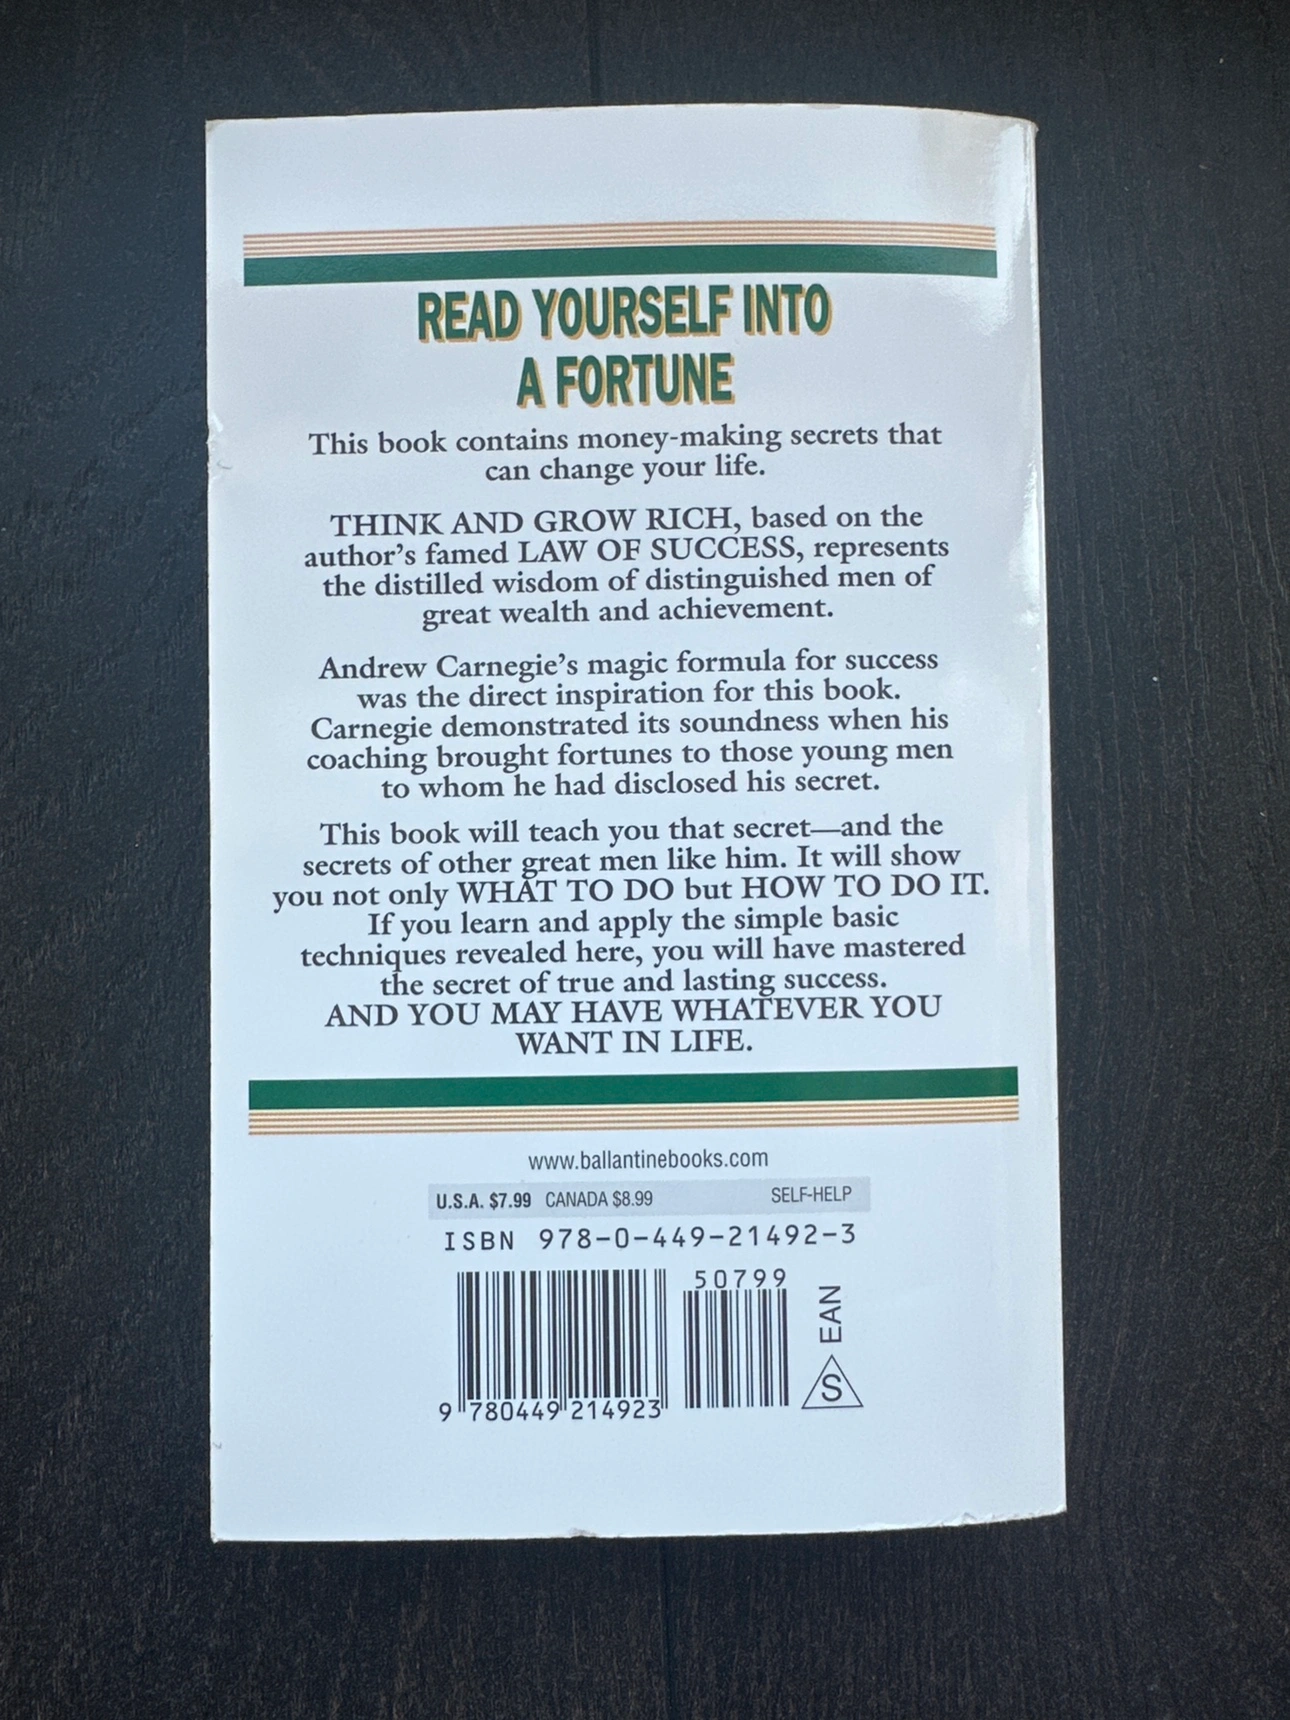 READ YOURSELF INTO
A FORTUNE
This book contains money-making secrets that
can change your life.
THINK AND GROW RICH, based on the
author's famed LAW OF SUCCESS, represents
the distilled wisdom of distinguished men of
great wealth and achievement.
Andrew Carnegie's magic formula for success
was the direct inspiration for this book.
Carnegie demonstrated its soundness when his
coaching brought fortunes to those young men
to whom he had disclosed his secret.
This book will teach you that secret—and the
secrets of other great men like him. It will show
you not only WHAT TO DO but HOW TO DO IT.
If you learn and apply the simple basic
techniques revealed here, you will have mastered
the secret of true and lasting success.
AND YOU MAY HAVE WHATEVER YOU
WANT IN LIFE.
www.ballantinebooks.com
U.S.A. $7.99 CANADA $8.99 SELF-HELP
ISBN 978-0-449-21492-3
50799
9 780449 214923
EAN
S